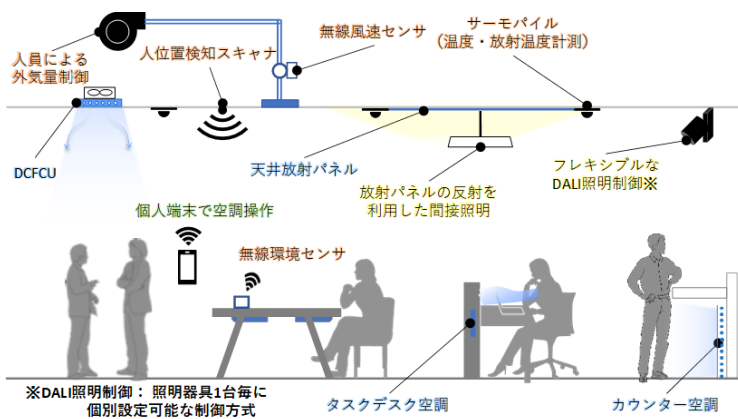 人員による
外気量制御
人位置検知スキャナ
無線風速センサ
サーモパイル
（温度・放射温度計測）
DCFCU
天井放射パネル
放射パネルの反射を
利用した間接照明
フレキシブルな
DALI照明制御※
個人端末で空調操作
無線環境センサ
※DALI照明制御： 照明器具1台毎に
個別設定可能な制御方式
タスクデスク空調
カウンター空調